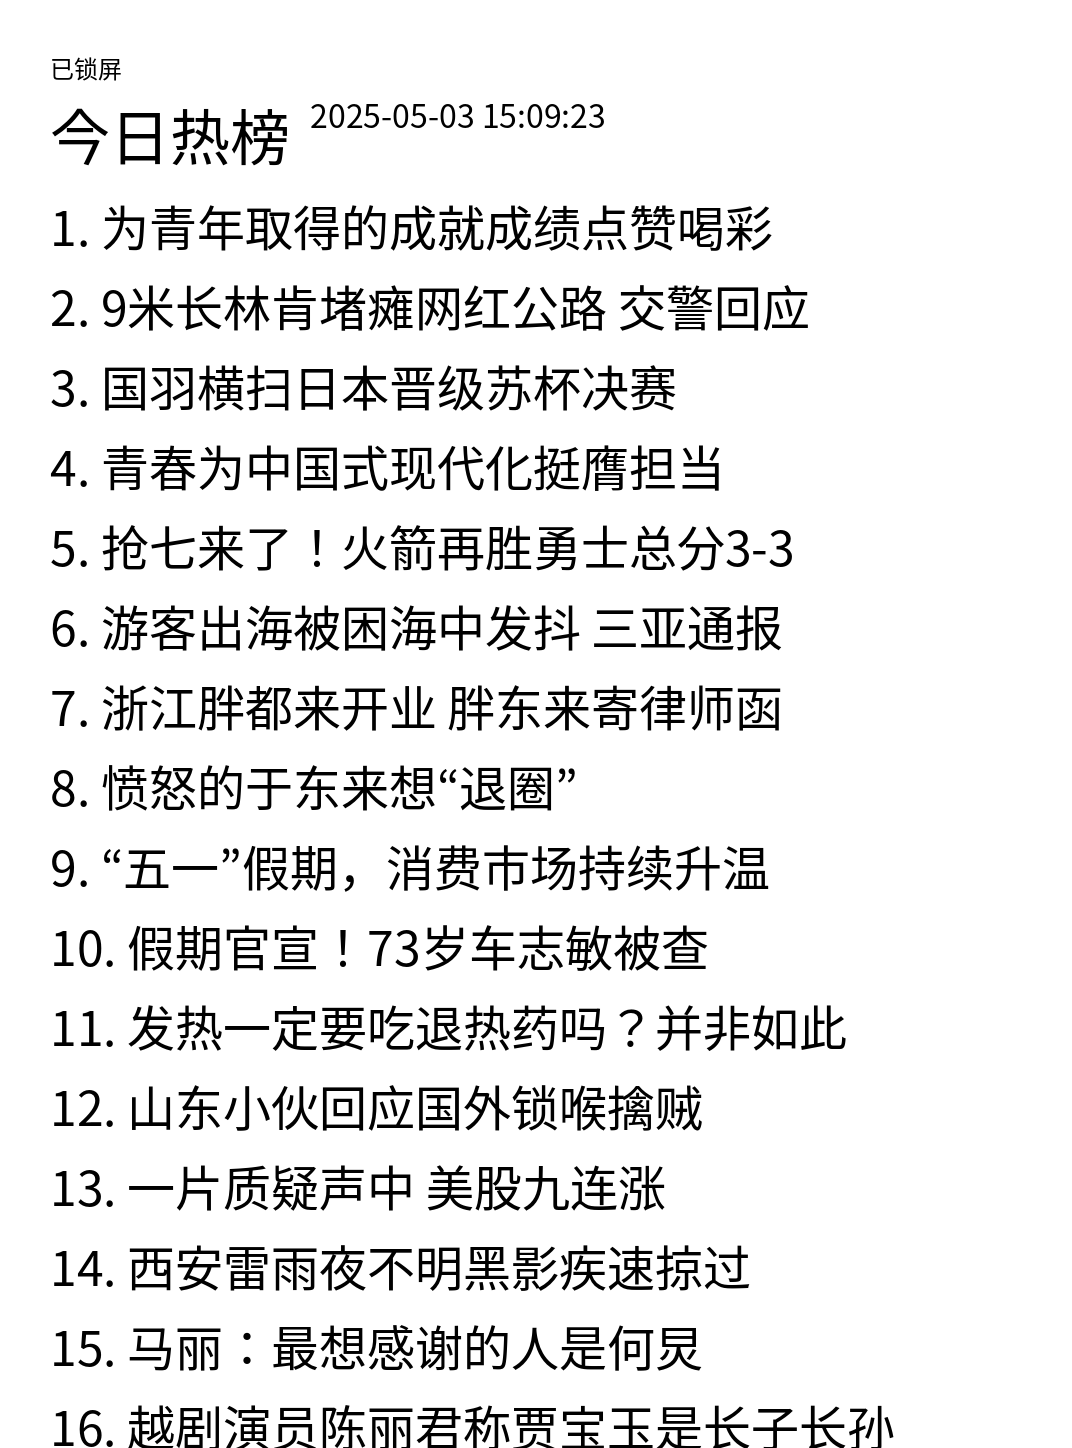 已锁屏
今日热榜 2025-05-03 15:09:23
1. 为青年取得的成就成绩点赞喝彩
2. 9米长林肯堵瘫网红公路 交警回应
3. 国羽横扫日本晋级苏杯决赛
4. 青春为中国式现代化挺膺担当
5. 抢七来了！火箭再胜勇士总分3-3
6. 游客出海被困海中发抖 三亚通报
7. 浙江胖都来开业 胖东来寄律师函
8. 愤怒的于东来想“退圈”
9. “五一”假期，消费市场持续升温
10. 假期官宣！73岁车志敏被查
11. 发热一定要吃退热药吗？并非如此
12. 山东小伙回应国外锁喉擒贼
13. 一片质疑声中 美股九连涨
14. 西安雷雨夜不明黑影疾速掠过
15. 马丽：最想感谢的人是何炅
16. 越剧演员陈丽君称贾宝玉是长子长孙